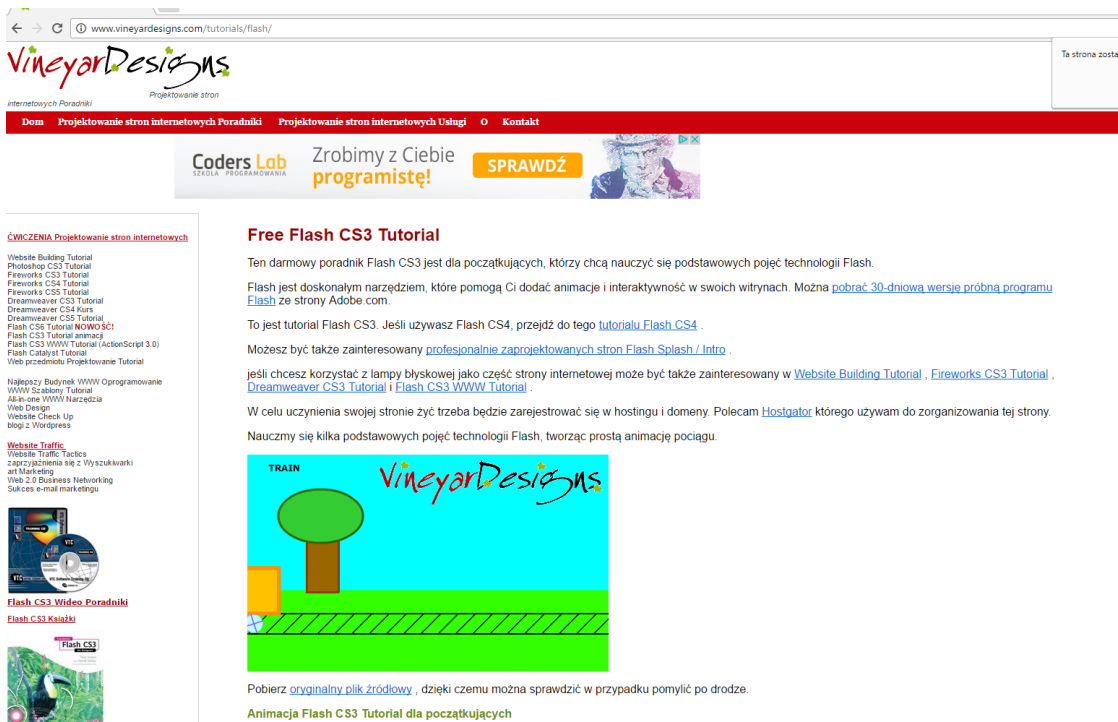 www.vineyardesigns.com/tutorials/flash/
Ta strona zosta
VineyarDesigns
Projektowanie stron
internetowych Poradniki
Dom Projektowanie stron internetowych Poradniki Projektowanie stron internetowych Usługi O Kontakt
Coders Lab
SZKOŁA PROGRAMOWANIA
Zrobimy z Ciebie
programistę!
SPRAWDŹ
ĆWICZENIA Projektowanie stron internetowych
Website Building Tutorial
Photoshop CS3 Tutorial
Fireworks CS3 Tutorial
Fireworks CS4 Tutorial
Fireworks CS5 Tutorial
Dreamweaver CS3 Tutorial
Dreamweaver CS4 Kurs
Dreamweaver CS5 Tutorial
Flash CS6 Tutorial NOWOŚĆ!
Flash CS3 Tutorial animacji
Flash CS3 WWW Tutorial (ActionScript 3.0)
Flash Catalyst Tutorial
Web przedmiotu Projektowanie Tutorial
Najlepszy Budynek WWW Oprogramowanie
WWW Szablony Tutorial
All-in-one WWW Narzędzia
Web Design
Website Check Up
blogi z Wordpress
Website Traffic
Website Traffic Tactics
zaprzyjaźnienia się z Wyszukiwarki
art Marketing
Web 2.0 Business Networking
Sukces e-mail marketingu
VTC
VTC
Flash CS3 Wideo Poradniki
Flash CS3 Książki
Flash CS3
Free Flash CS3 Tutorial
Ten darmowy poradnik Flash CS3 jest dla początkujących, którzy chcą nauczyć się podstawowych pojęć technologii Flash.
Flash jest doskonałym narzędziem, które pomogą Ci dodać animacje i interaktywność w swoich witrynach. Można pobrać 30-dniową wersję próbną programu
Flash ze strony Adobe.com.
To jest tutorial Flash CS3. Jeśli używasz Flash CS4, przejdź do tego tutorialu Flash CS4 .
Możesz być także zainteresowany profesjonalnie zaprojektowanych stron Flash Splash / Intro .
jeśli chcesz korzystać z lampy błyskowej jako część strony internetowej może być także zainteresowany w Website Building Tutorial , Fireworks CS3 Tutorial ,
Dreamweaver CS3 Tutorial i Flash CS3 WWW Tutorial .
W celu uczynienia swojej stronie żyć trzeba będzie zarejestrować się w hostingu i domeny. Polecam Hostgator którego używam do zorganizowania tej strony.
Nauczmy się kilka podstawowych pojęć technologii Flash, tworząc prostą animację pociągu.
TRAIN
VineyarDesigns
Pobierz oryginalny plik źródłowy , dzięki czemu można sprawdzić w przypadku pomylić po drodze.
Animacja Flash CS3 Tutorial dla początkujących